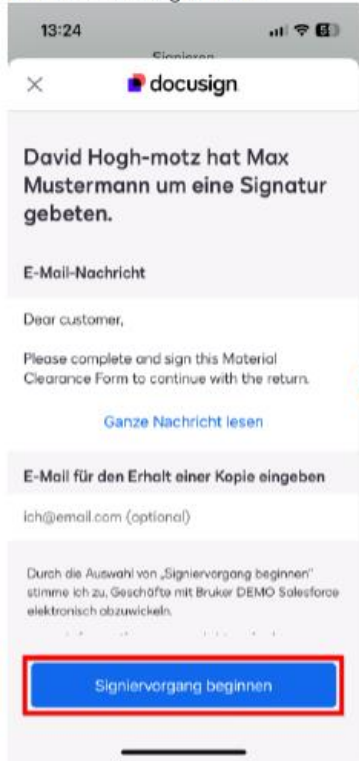 13:24
Signieren
docusign
David Hogh-motz hat Max
Mustermann um eine Signatur
gebeten.
E-Mail-Nachricht
Dear customer,
Please complete and sign this Material
Clearance Form to continue with the return.
Ganze Nachricht lesen
E-Mail für den Erhalt einer Kopie eingeben
ich@email.com (optional)
Durch die Auswahl von „Signiervorgang beginnen"
stimme ich zu, Geschäfte mit Bruker DEMO Salesforce
elektronisch abzuwickeln.
Signiervorgang beginnen